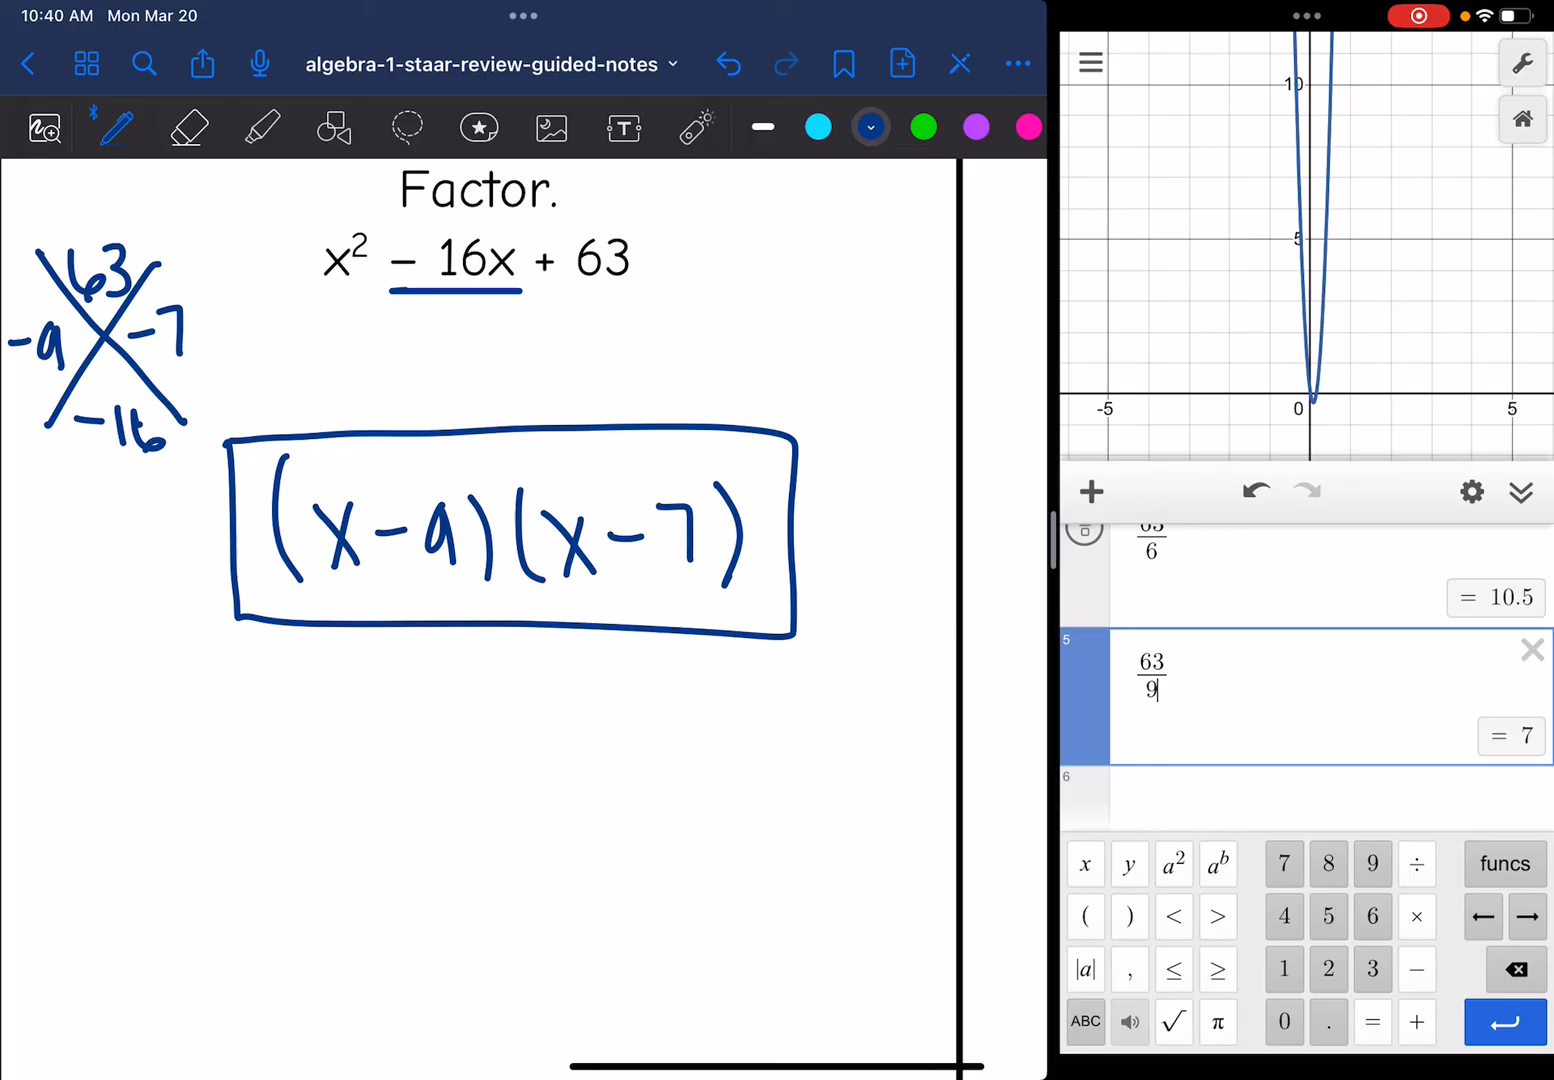 10:40 AM Mon Mar 20
algebra-1-staar-review-guided-notes
T
Factor.
x² – 16x + 63
63
-9 -7
-16
(x - 9)(x - 7)
10
5
-5 0 5
63
6
= 10.5
5
63
9
= 7
6
x y a² aᵇ 7 8 9 ÷ funcs
( ) < > 4 5 6 × ← →
|a| , ≤ ≥ 1 2 3 −
ABC √ π 0 . = +